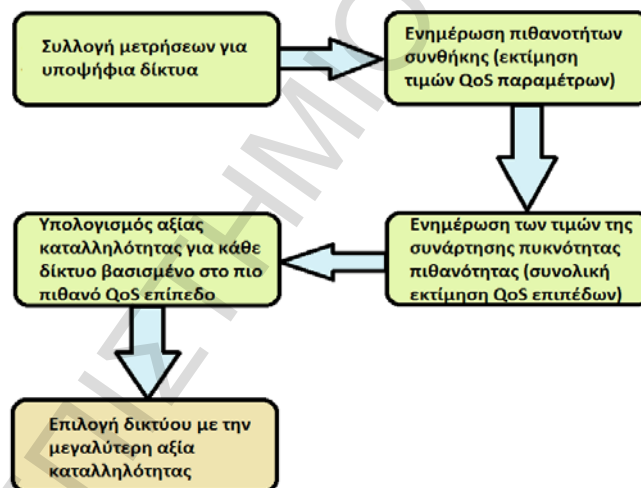 Συλλογή μετρήσεων για
υποψήφια δίκτυα
Ενημέρωση πιθανοτήτων
συνθήκης (εκτίμηση
τιμών QoS παραμέτρων)
Ενημέρωση των τιμών της
συνάρτησης πυκνότητας
πιθανότητας (συνολική
εκτίμηση QoS επιπέδων)
Υπολογισμός αξίας
καταλληλότητας για κάθε
δίκτυο βασισμένο στο πιο
πιθανό QoS επίπεδο
Επιλογή δικτύου με την
μεγαλύτερη αξία
καταλληλότητας